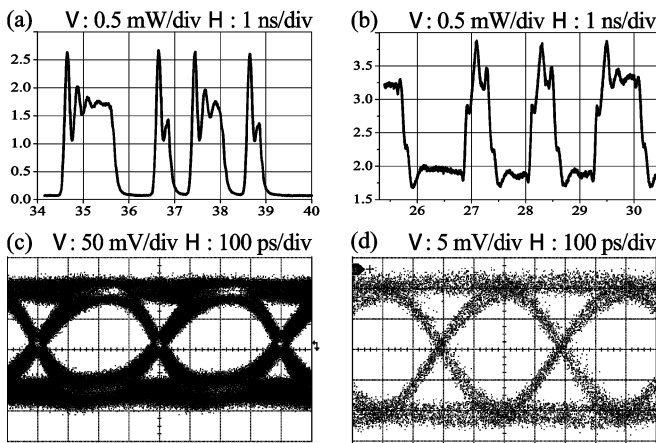 (a) V : 0.5 mW/div H : 1 ns/div
2.5
2.0
1.5
1.0
0.5
0.0
34 35 36 37 38 39 40
(b) V : 0.5 mW/div H : 1 ns/div
3.5
3.0
2.5
2.0
1.5
26 27 28 29 30
(c) V : 50 mV/div H : 100 ps/div
(d) V : 5 mV/div H : 100 ps/div